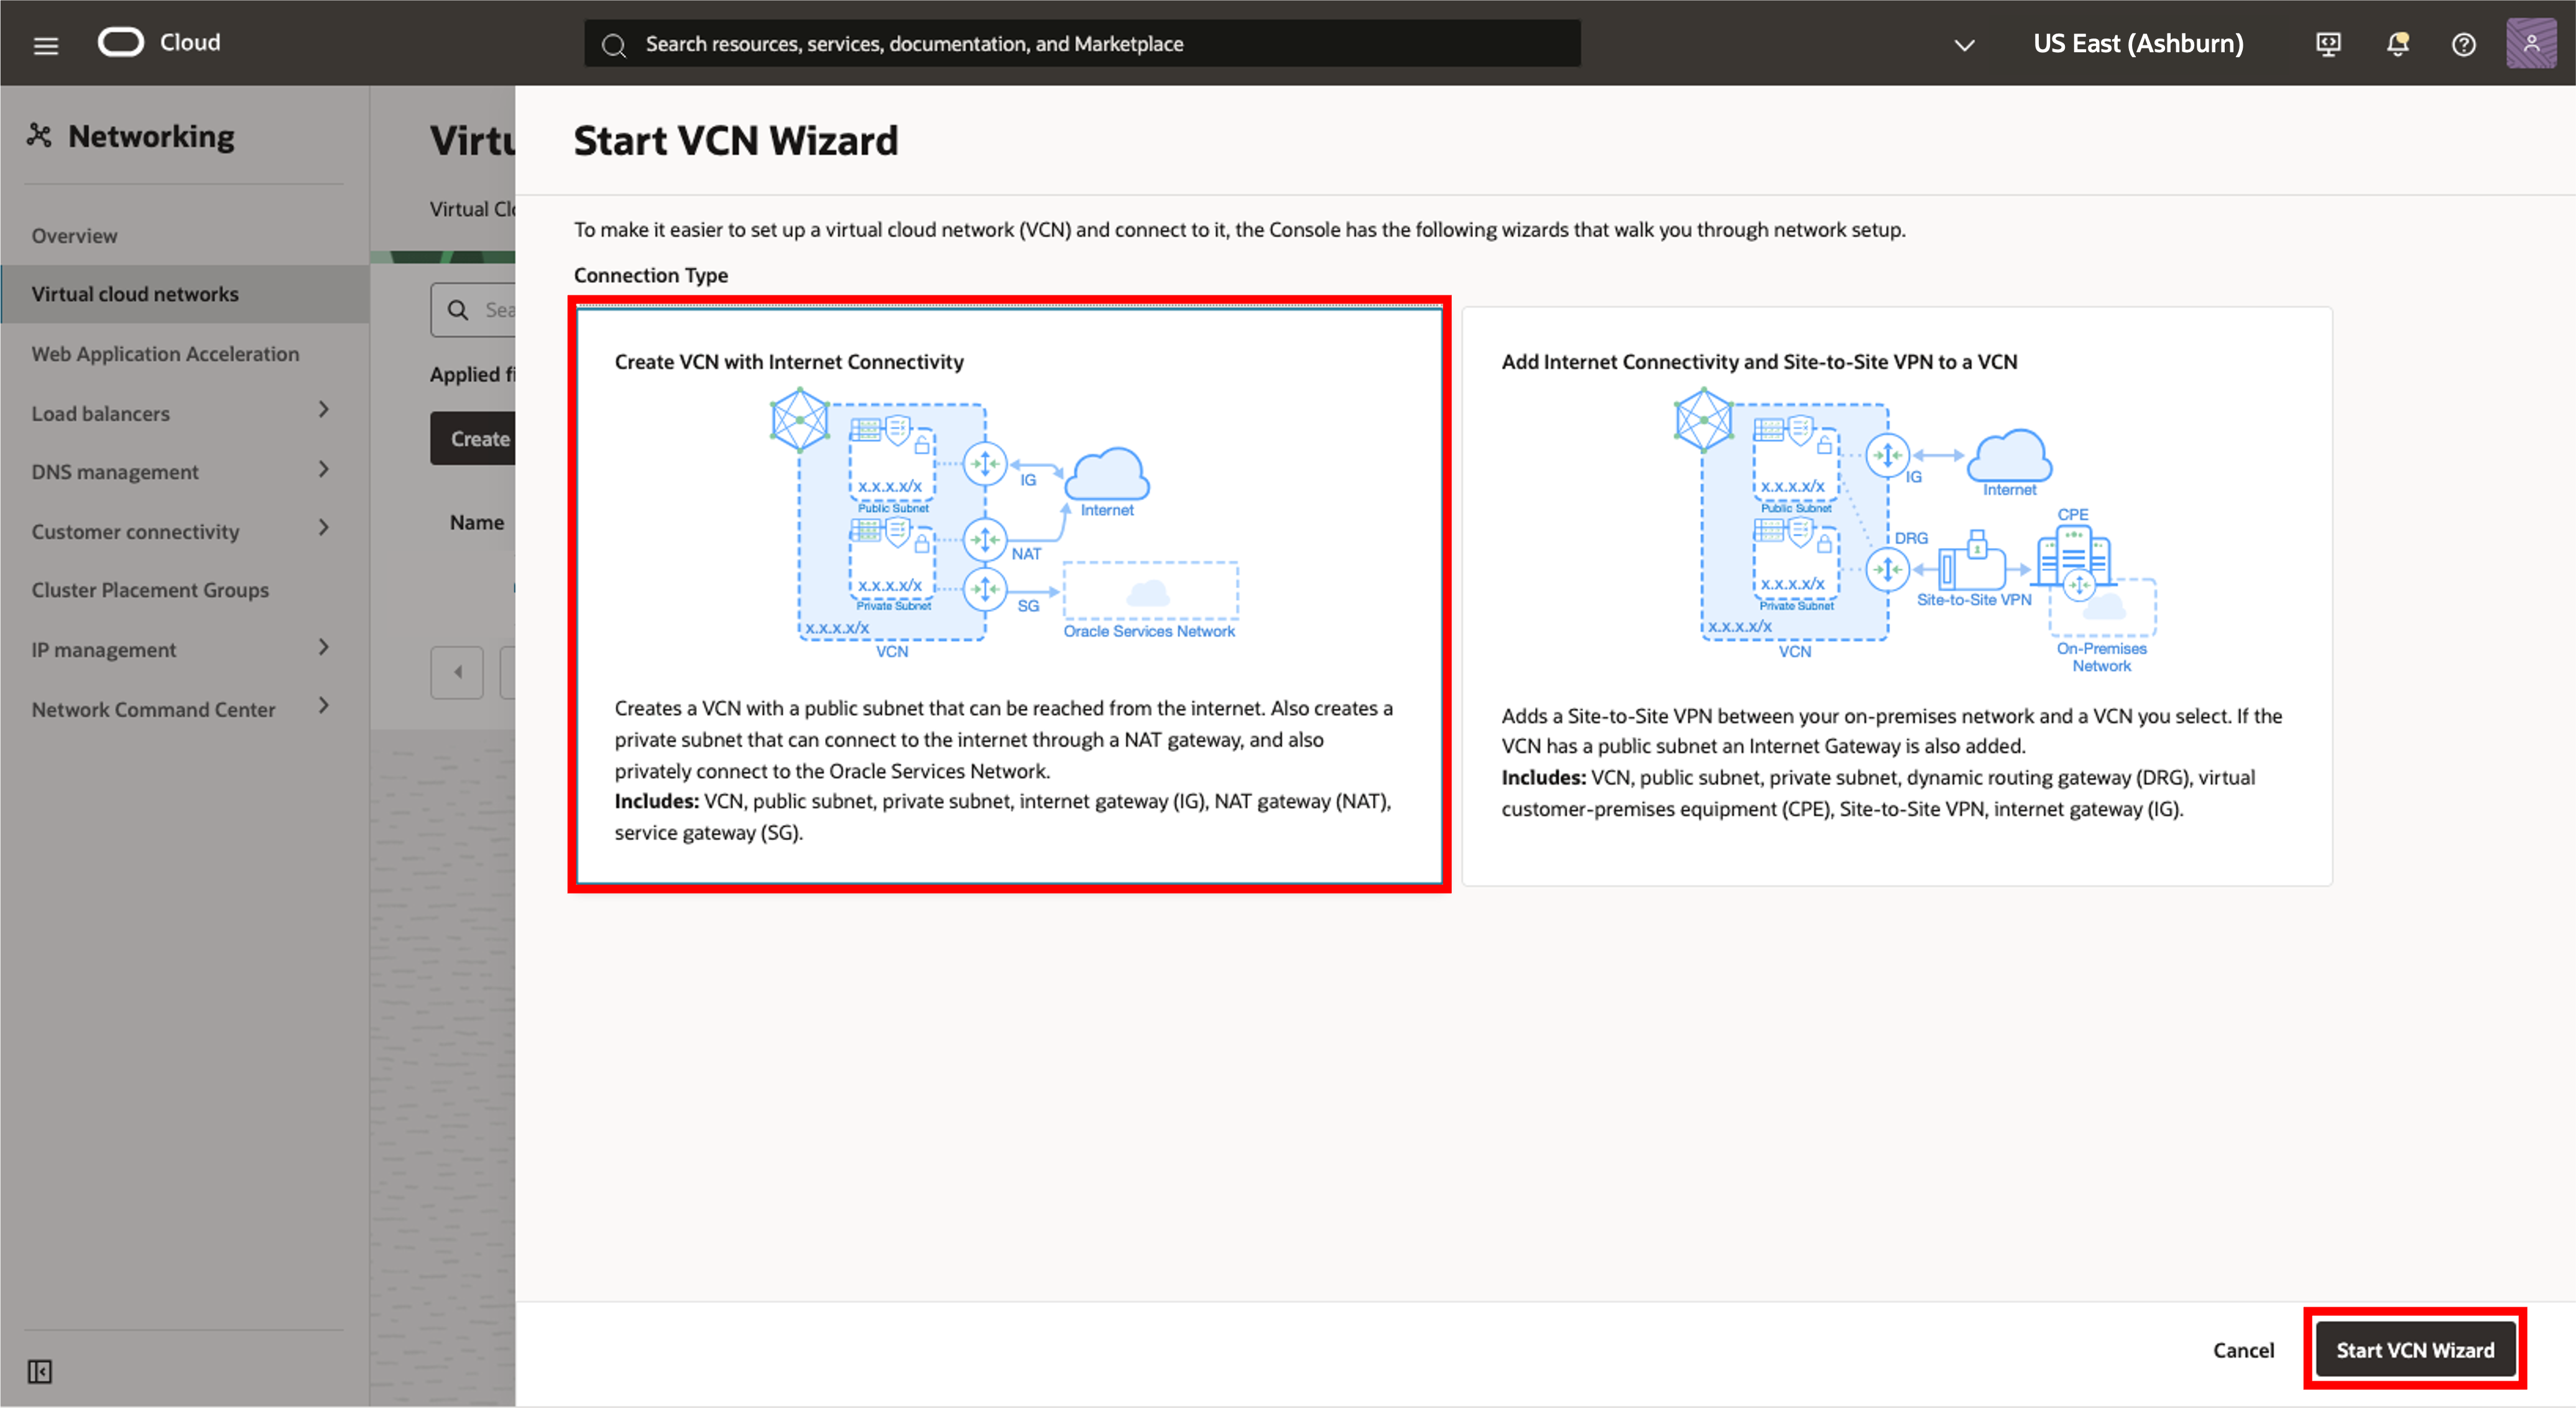 Cloud
Search resources, services, documentation, and Marketplace
US East (Ashburn)
Networking
Overview
Virtual cloud networks
Web Application Acceleration
Load balancers
DNS management
Customer connectivity
Cluster Placement Groups
IP management
Network Command Center
Virtu
Virtual Clo
Sea
Applied fi
Create
Name
Start VCN Wizard
To make it easier to set up a virtual cloud network (VCN) and connect to it, the Console has the following wizards that walk you through network setup.
Connection Type
Create VCN with Internet Connectivity
x.x.x.x/x
Public Subnet
x.x.x.x/x
Private Subnet
x.x.x.x/x
VCN
IG
Internet
NAT
SG
Oracle Services Network
Creates a VCN with a public subnet that can be reached from the internet. Also creates a
private subnet that can connect to the internet through a NAT gateway, and also
privately connect to the Oracle Services Network.
Includes: VCN, public subnet, private subnet, internet gateway (IG), NAT gateway (NAT),
service gateway (SG).
Add Internet Connectivity and Site-to-Site VPN to a VCN
x.x.x.x/x
Public Subnet
x.x.x.x/x
Private Subnet
x.x.x.x/x
VCN
IG
Internet
DRG
Site-to-Site VPN
CPE
On-Premises
Network
Adds a Site-to-Site VPN between your on-premises network and a VCN you select. If the
VCN has a public subnet an Internet Gateway is also added.
Includes: VCN, public subnet, private subnet, dynamic routing gateway (DRG), virtual
customer-premises equipment (CPE), Site-to-Site VPN, internet gateway (IG).
Cancel
Start VCN Wizard